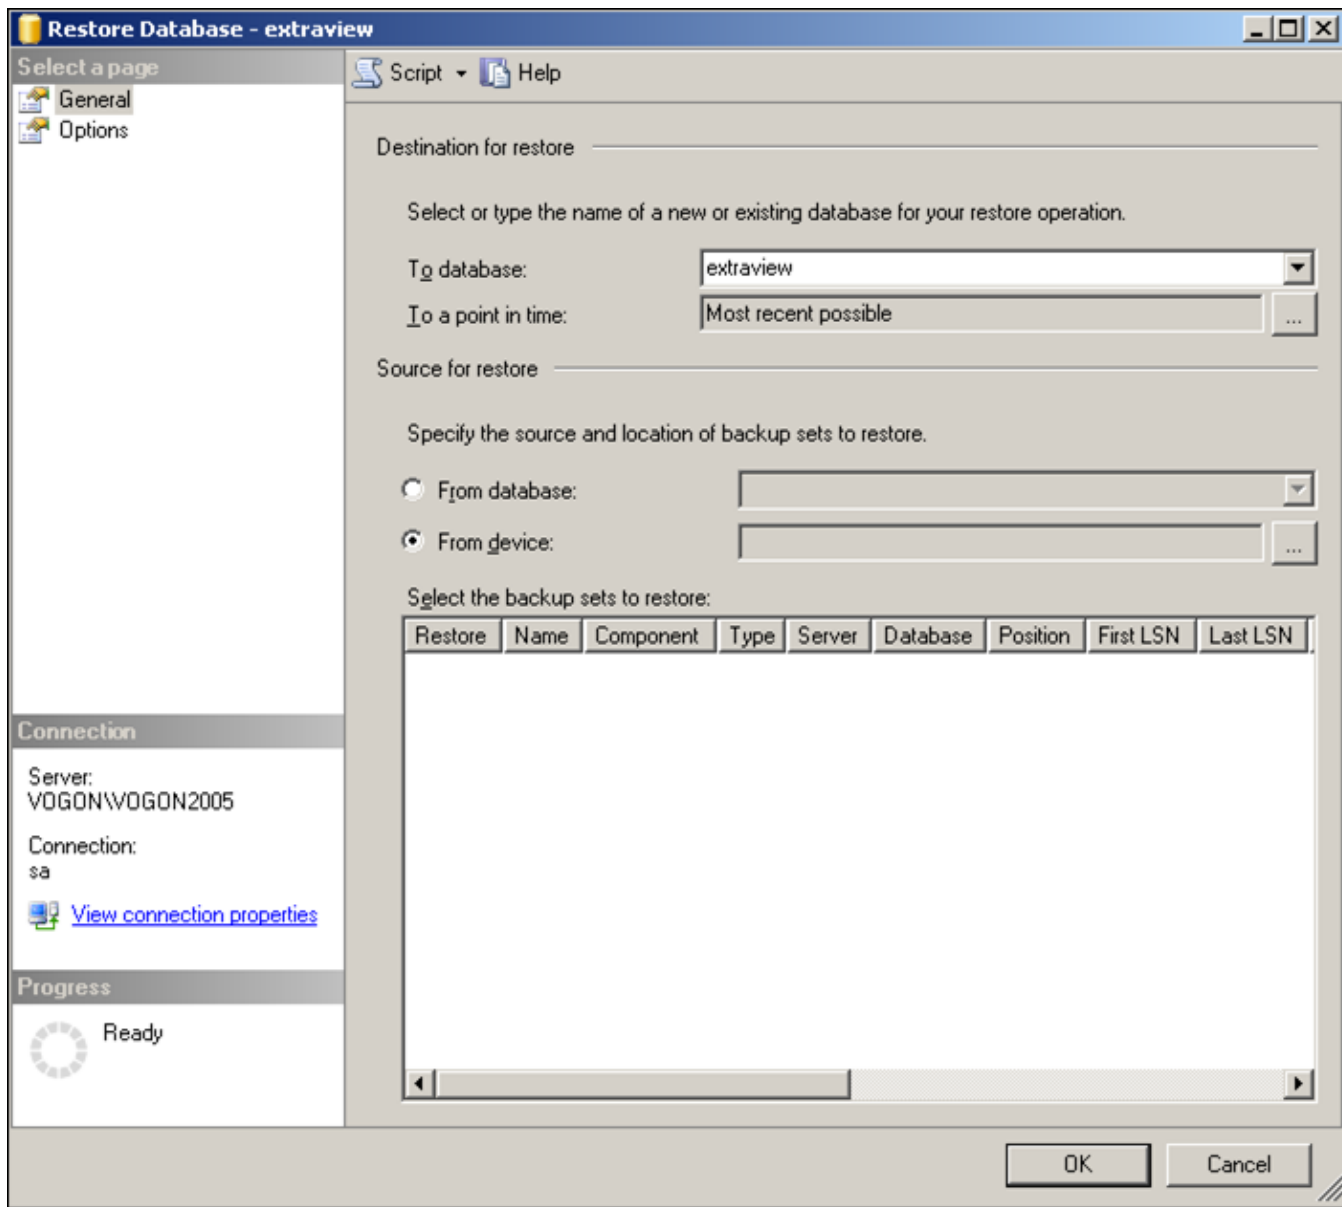 Restore Database - extraview
Select a page
General
Options
Script Help
Destination for restore
Select or type the name of a new or existing database for your restore operation.
To database: extraview
To a point in time: Most recent possible ...
Source for restore
Specify the source and location of backup sets to restore.
From database:
From device: ...
Select the backup sets to restore:
Restore Name Component Type Server Database Position First LSN Last LSN
Connection
Server:
VOGON\VOGON2005
Connection:
sa
View connection properties
Progress
Ready
OK Cancel